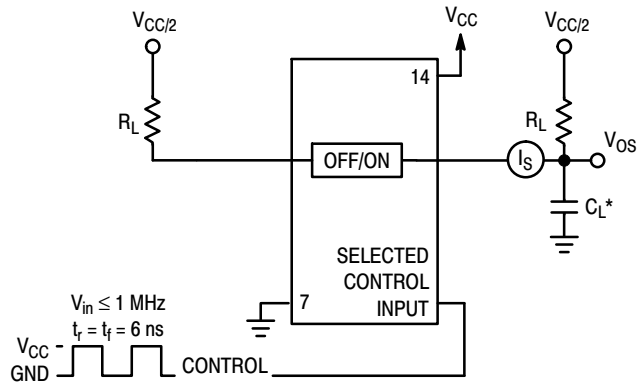 V_CC/2
V_CC
V_CC/2
14
R_L
R_L
V_OS
OFF/ON
I_S
C_L*
SELECTED
CONTROL
INPUT
7
V_in ≤ 1 MHz
t_r = t_f = 6 ns
V_CC
GND
CONTROL